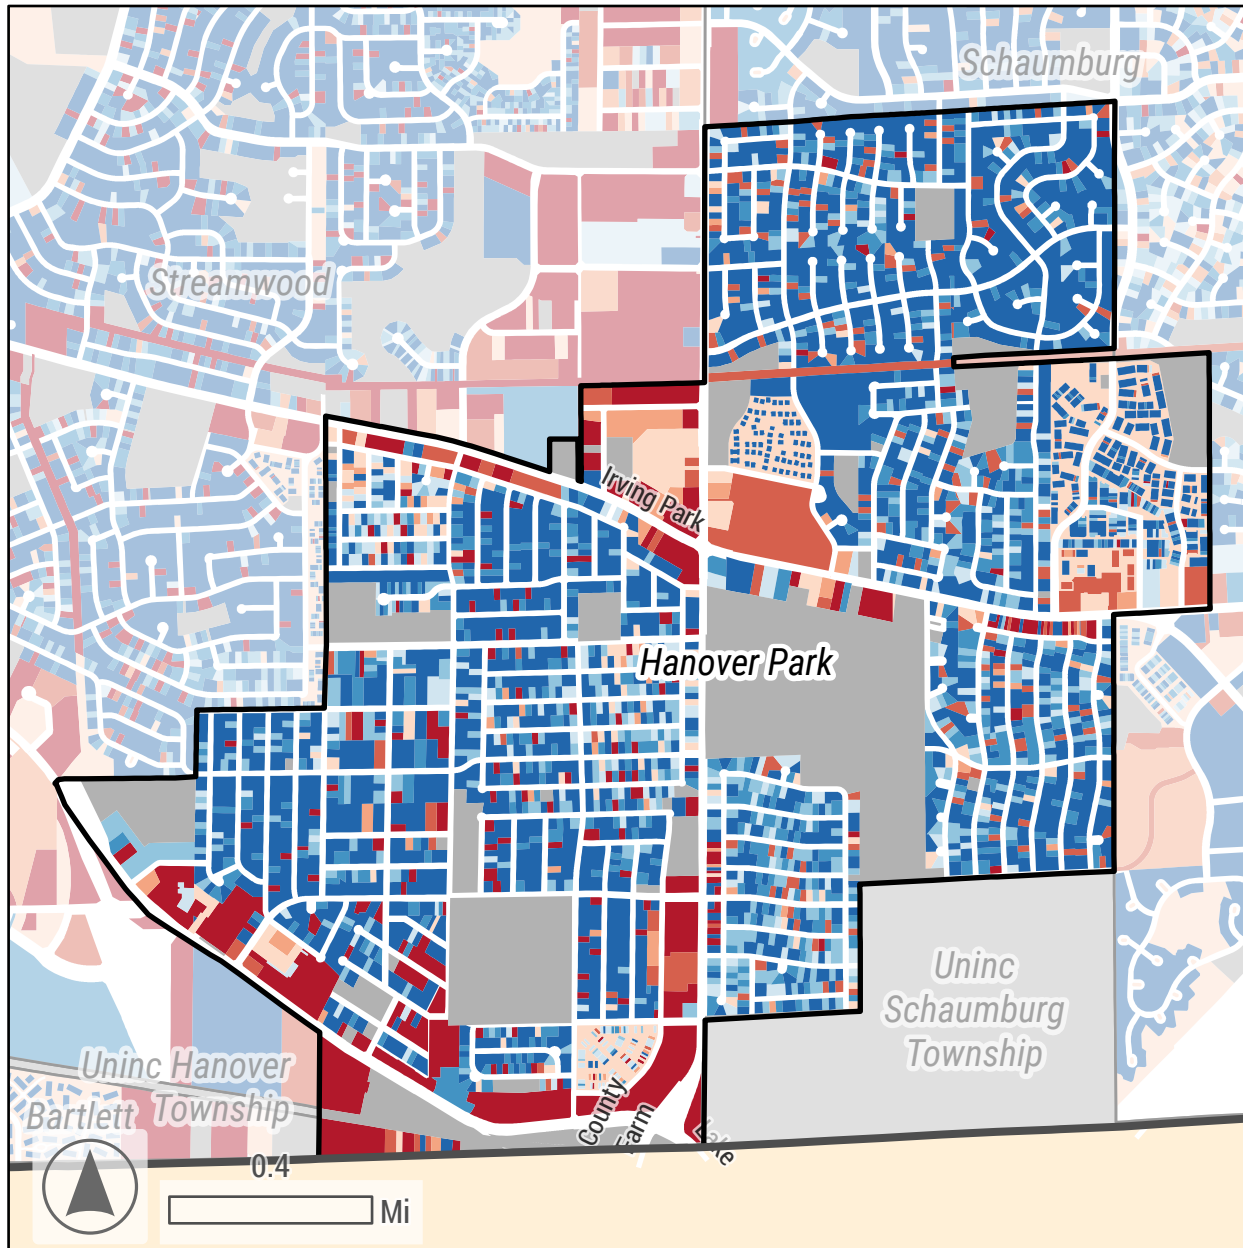 Schaumburg
Streamwood
Irving Park
Hanover Park
Uninc
Schaumburg
Township
Uninc Hanover
Township
Bartlett
County
Farm
Lake
0.4
Mi